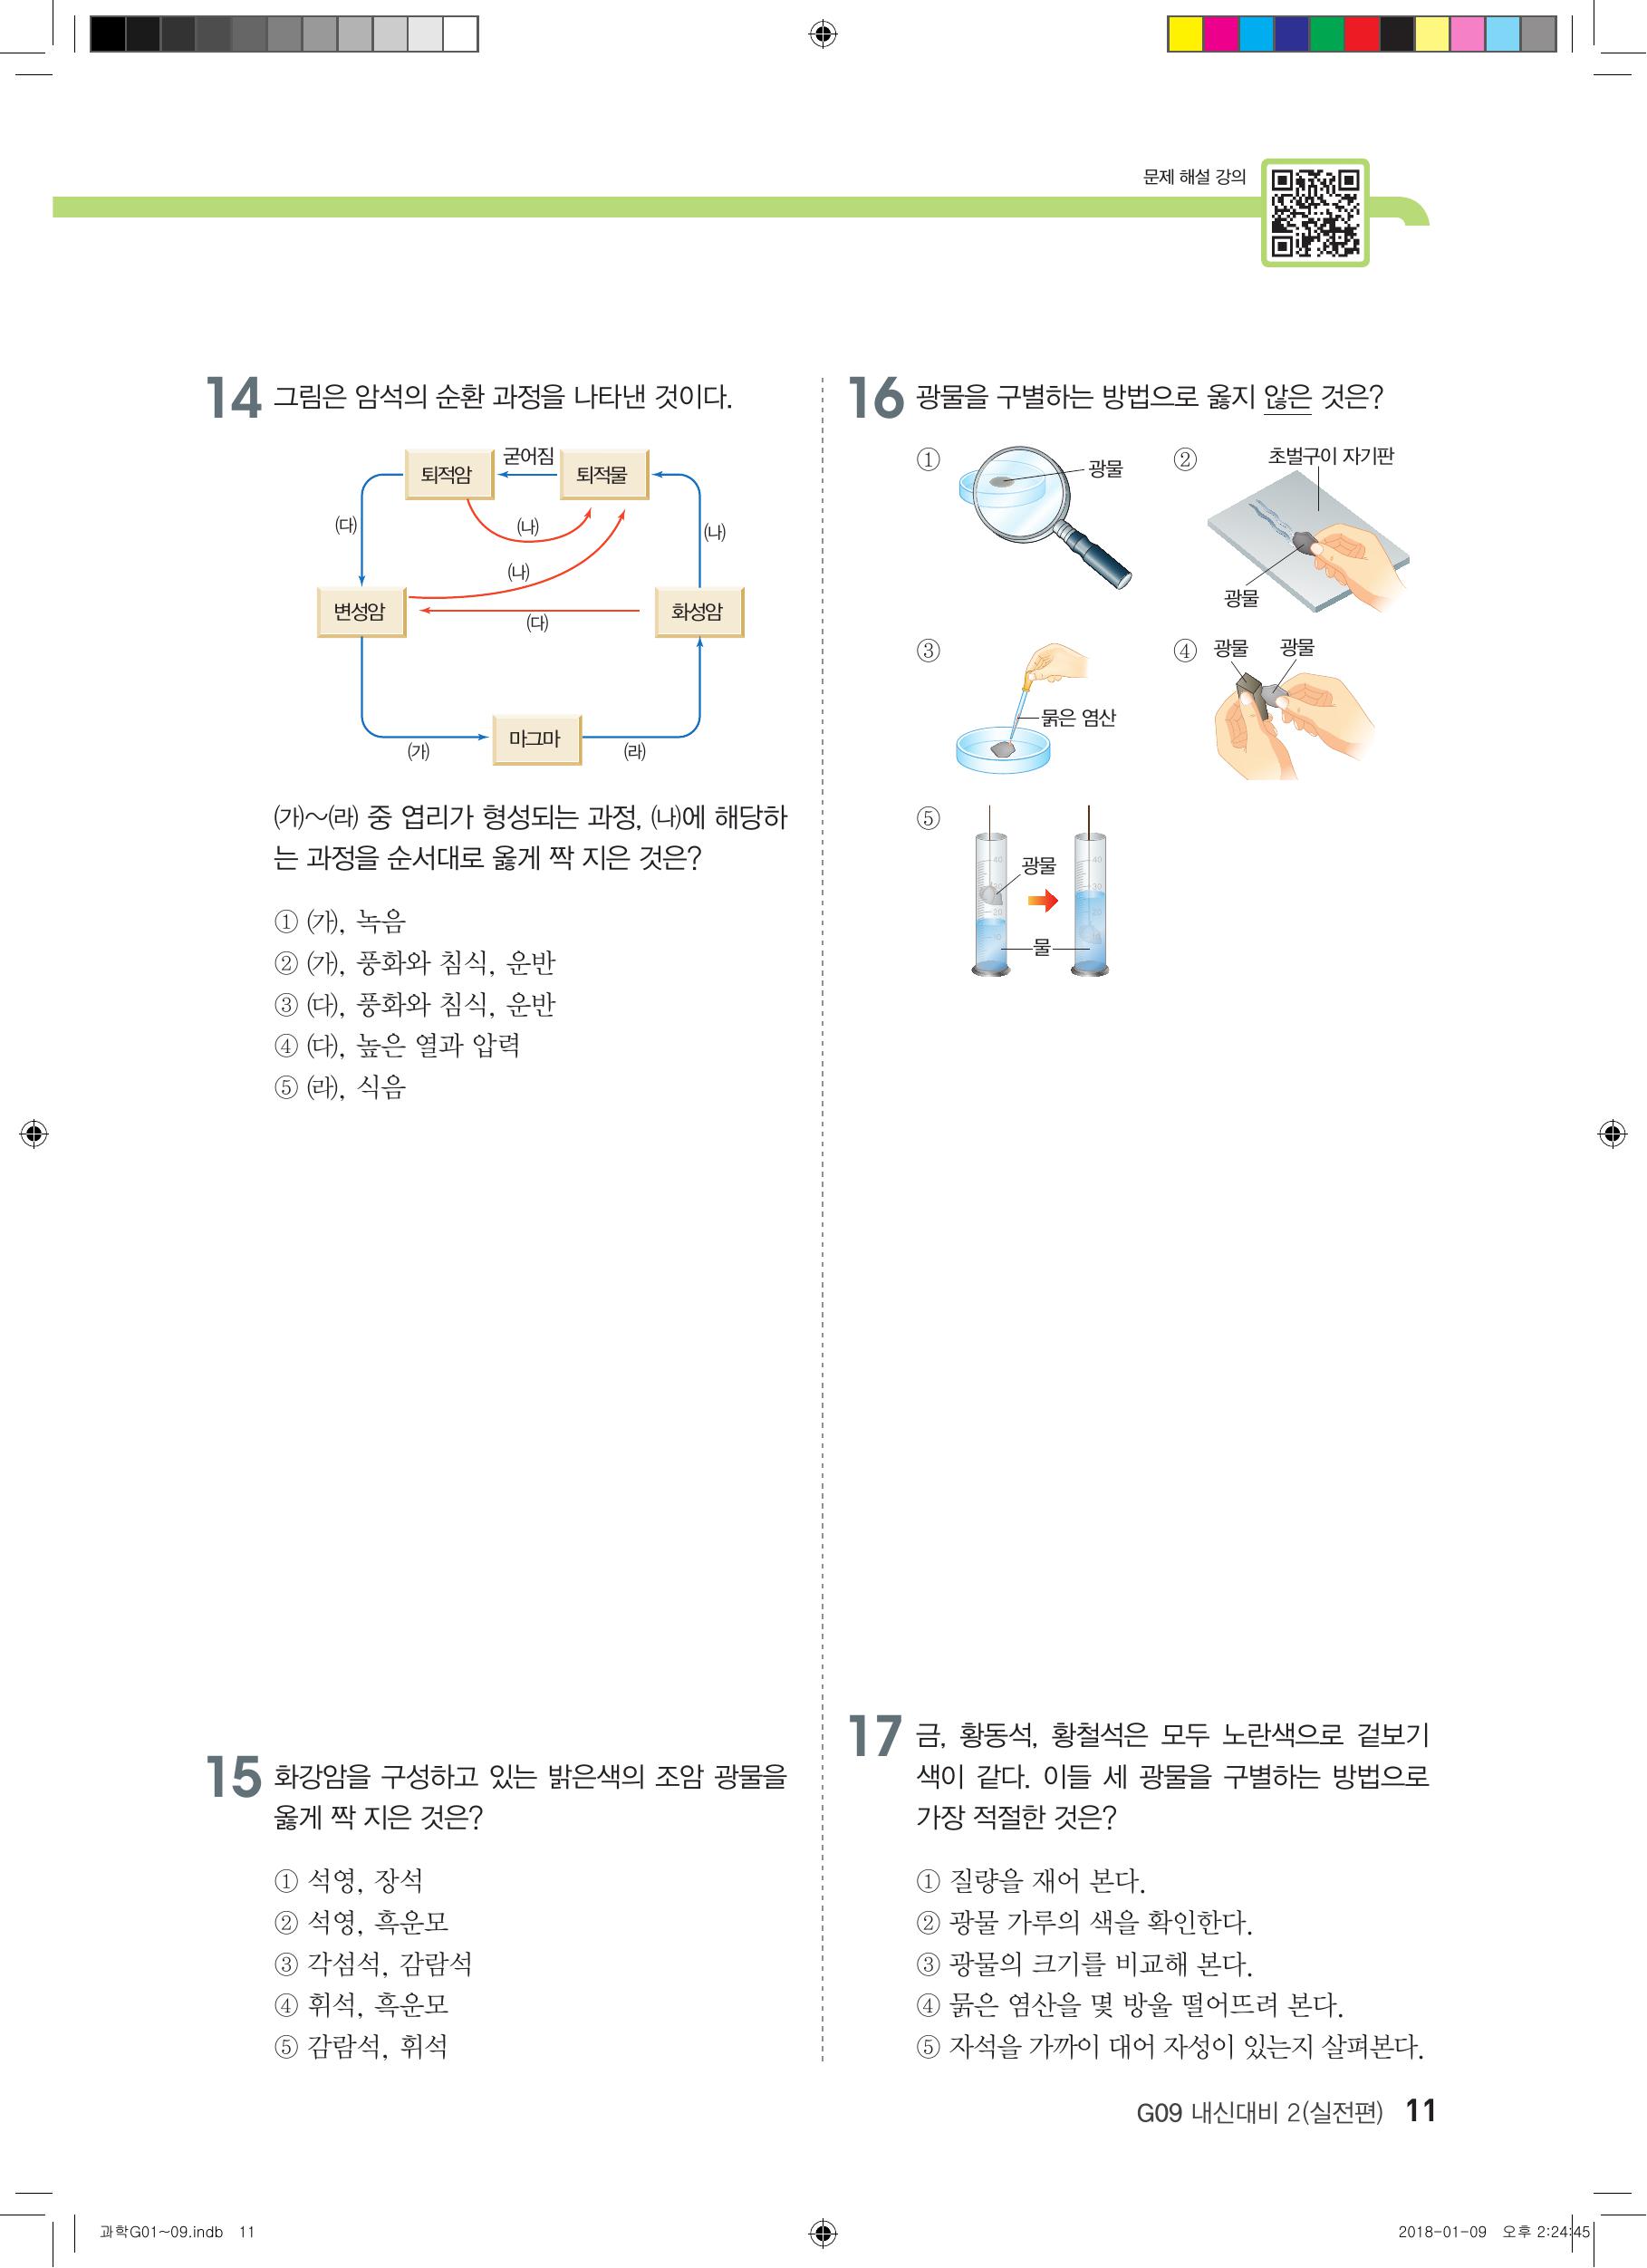 문제 해설 강의
14 그림은 암석의 순환 과정을 나타낸 것이다.
퇴적암 굳어짐 퇴적물
(다) (나) (나)
(나)
변성암 화성암
(다)
마그마
(가) (라)
㈎~㈑ 중 엽리가 형성되는 과정, ㈏에 해당하
는 과정을 순서대로 옳게 짝 지은 것은?
① ㈎, 녹음
② ㈎, 풍화와 침식, 운반
③ ㈐, 풍화와 침식, 운반
④ ㈐, 높은 열과 압력
⑤ ㈑, 식음
15 화강암을 구성하고 있는 밝은색의 조암 광물을
옳게 짝 지은 것은?
① 석영, 장석
② 석영, 흑운모
③ 각섬석, 감람석
④ 휘석, 흑운모
⑤ 감람석, 휘석
16 광물을 구별하는 방법으로 옳지 않은 것은?
① 광물
② 초벌구이 자기판
광물
③ 묽은 염산
④ 광물 광물
⑤ 광물
물
40
20
10
40
30
20
17 금, 황동석, 황철석은 모두 노란색으로 겉보기
색이 같다. 이들 세 광물을 구별하는 방법으로
가장 적절한 것은?
① 질량을 재어 본다.
② 광물 가루의 색을 확인한다.
③ 광물의 크기를 비교해 본다.
④ 묽은 염산을 몇 방울 떨어뜨려 본다.
⑤ 자석을 가까이 대어 자성이 있는지 살펴본다.
G09 내신대비 2(실전편) 11
과학G01~09.indb 11
2018-01-09 오후 2:24:45